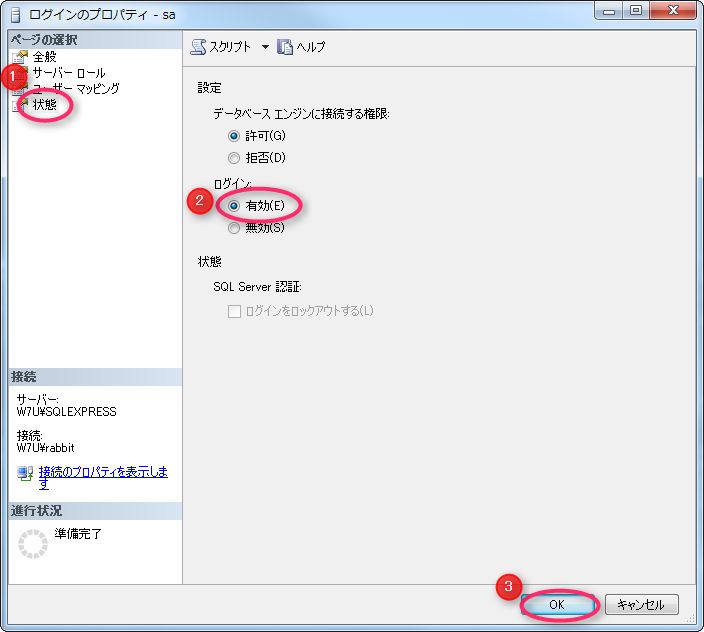 ログインのプロパティ - sa
ページの選択
全般
サーバー ロール
ユーザー マッピング
状態
1
スクリプト
ヘルプ
設定
データベース エンジンに接続する権限:
許可(G)
拒否(D)
ログイン:
2
有効(E)
無効(S)
状態
SQL Server 認証:
ログインをロックアウトする(L)
接続
サーバー:
W7U¥SQLEXPRESS
接続:
W7U¥rabbit
接続のプロパティを表示しま
す
進行状況
準備完了
3
OK
キャンセル